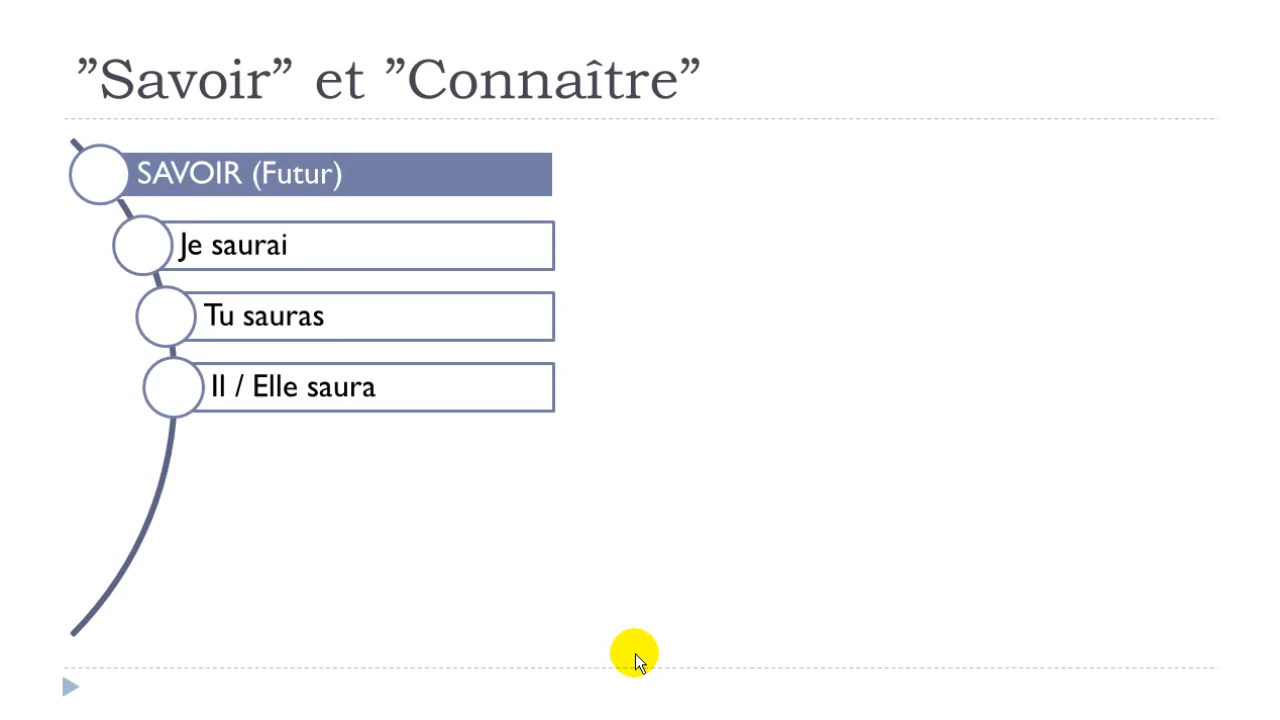 ”Savoir” et ”Connaître”
SAVOIR (Futur)
Je saurai
Tu sauras
Il / Elle saura